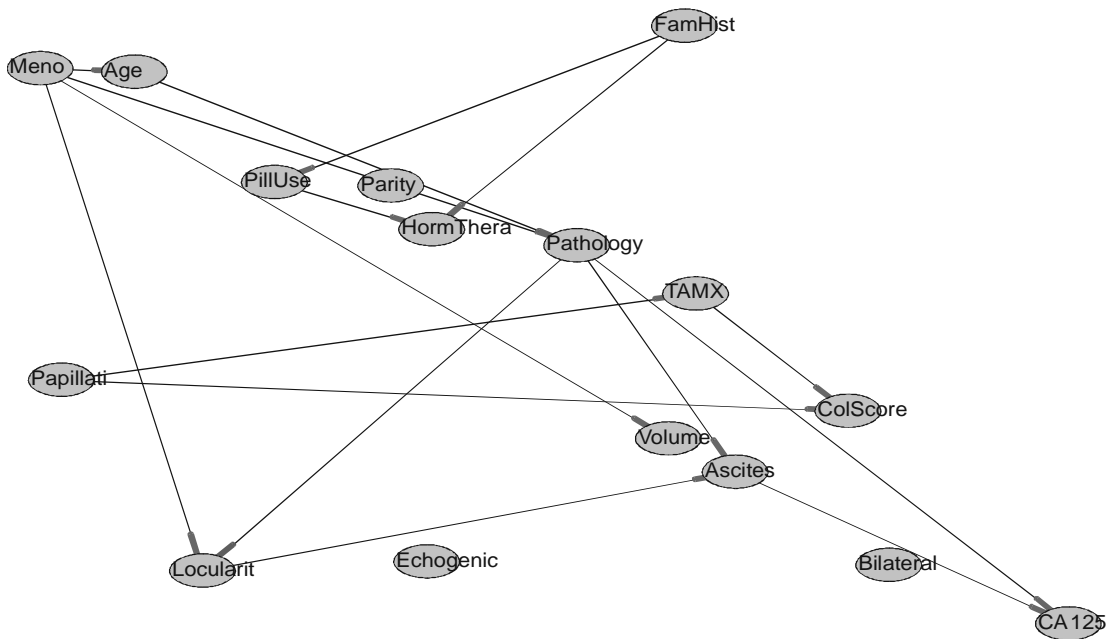 FamHist
Meno
Age
PillUse
Parity
HormThera
Pathology
TAMX
Papillati
ColScore
Volume
Ascites
Locularit
Echogenic
Bilateral
CA125